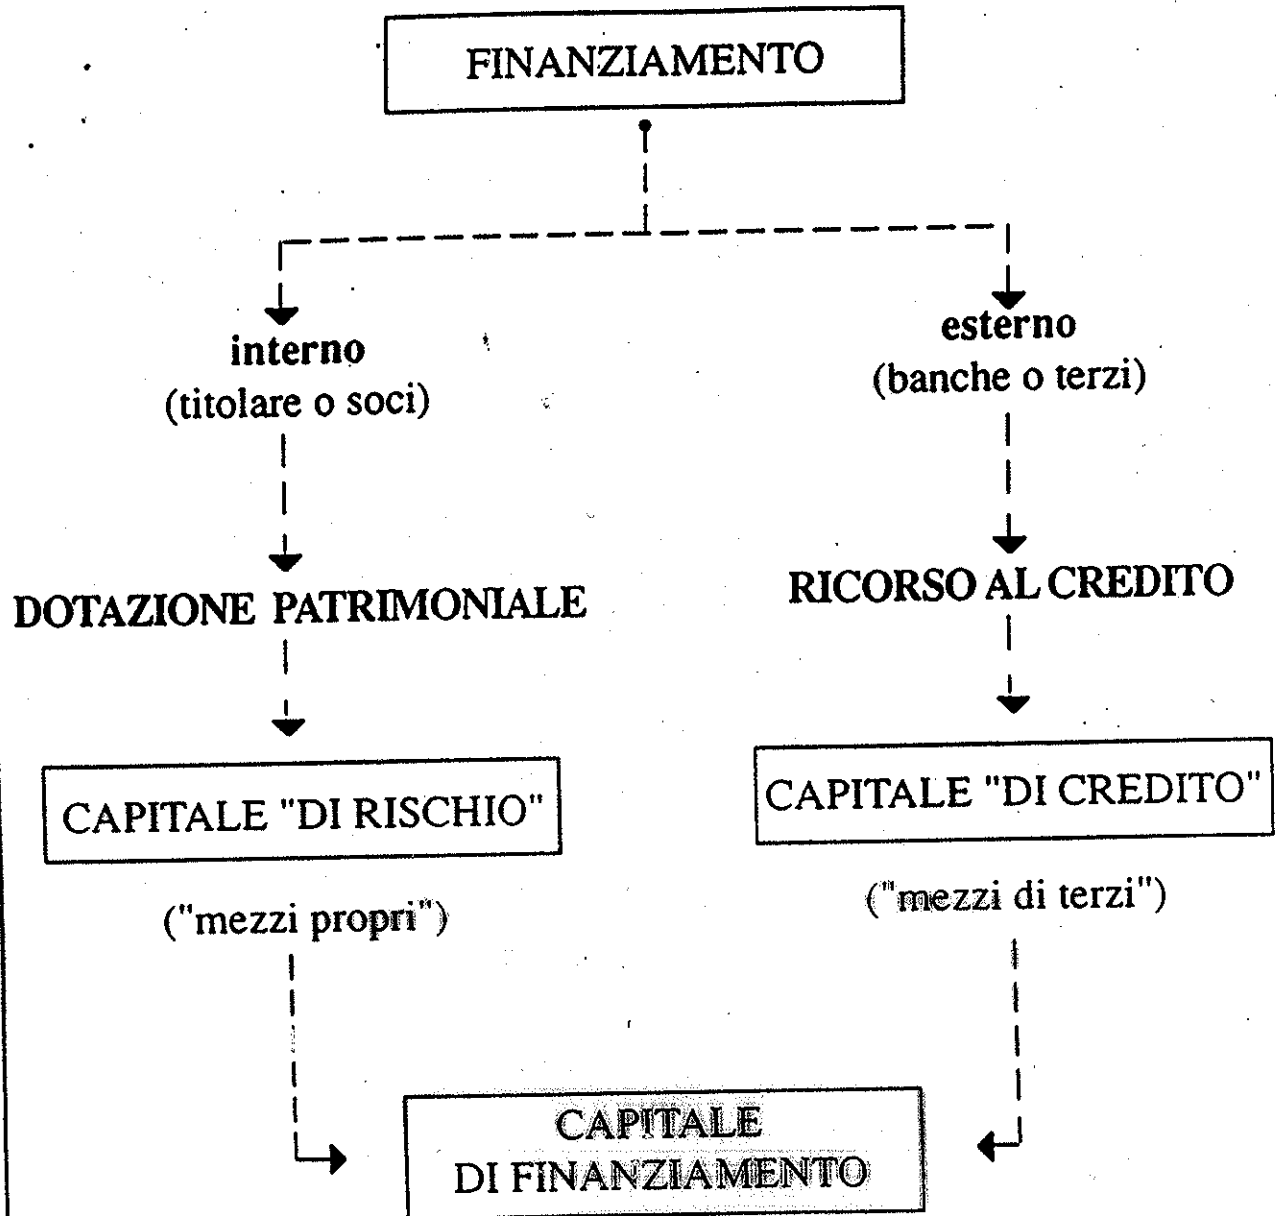 FINANZIAMENTO
interno
(titolare o soci)
esterno
(banche o terzi)
DOTAZIONE PATRIMONIALE
RICORSO AL CREDITO
CAPITALE "DI RISCHIO"
CAPITALE "DI CREDITO"
("mezzi propri")
("mezzi di terzi")
CAPITALE
DI FINANZIAMENTO